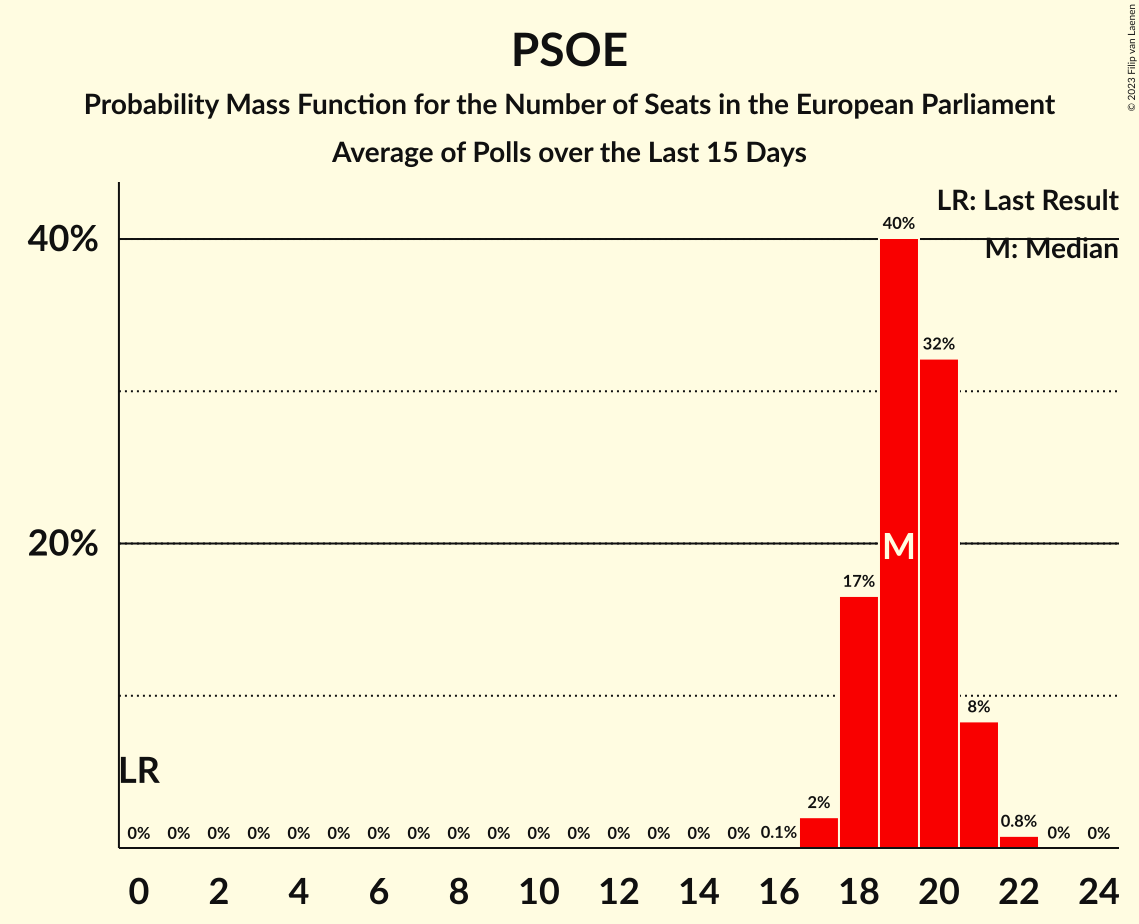 PSOE
Probability Mass Function for the Number of Seats in the European Parliament
Average of Polls over the Last 15 Days
© 2023 Filip van Laenen
LR: Last Result
M: Median
40%
20%
40%
32%
M
17%
8%
LR
0% 0% 0% 0% 0% 0% 0% 0% 0% 0% 0% 0% 0% 0% 0% 0% 0.1% 2% 0.8% 0% 0%
0 2 4 6 8 10 12 14 16 18 20 22 24